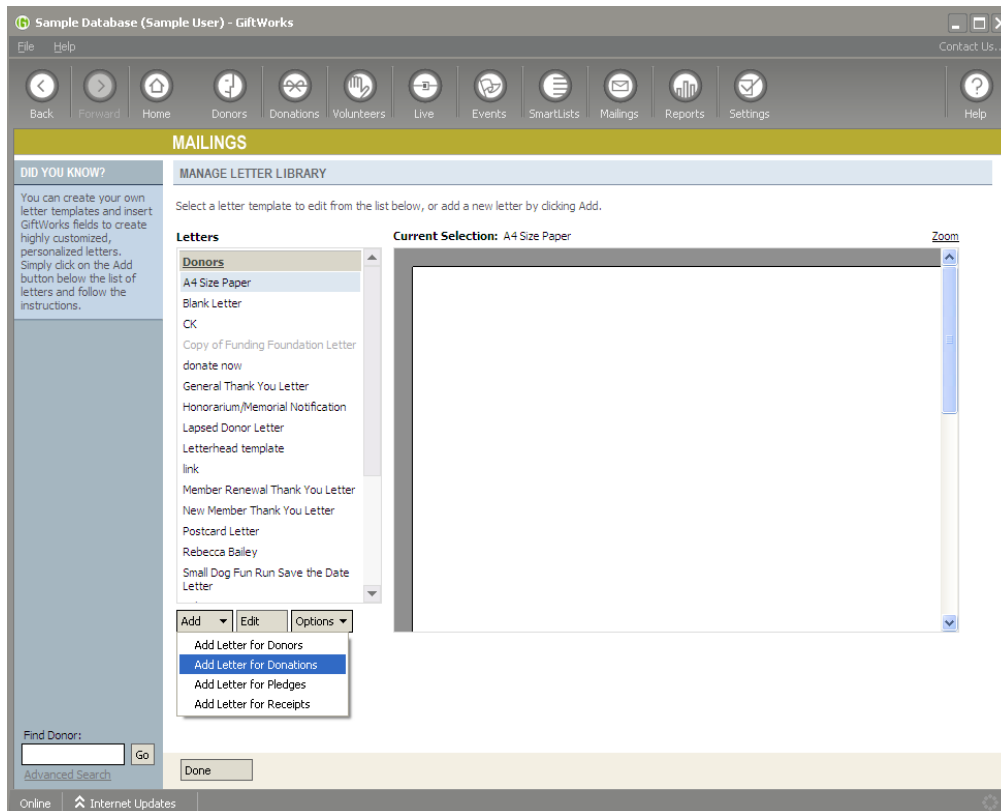 Sample Database (Sample User) - GiftWorks
File Help Contact Us...
Back Forward Home Donors Donations Volunteers Live Events SmartLists Mailings Reports Settings Help
MAILINGS
DID YOU KNOW?
You can create your own
letter templates and insert
GiftWorks fields to create
highly customized,
personalized letters.
Simply click on the Add
button below the list of
letters and follow the
instructions.
MANAGE LETTER LIBRARY
Select a letter template to edit from the list below, or add a new letter by clicking Add.
Letters
Current Selection: A4 Size Paper
Zoom
Donors
A4 Size Paper
Blank Letter
CK
Copy of Funding Foundation Letter
donate now
General Thank You Letter
Honorarium/Memorial Notification
Lapsed Donor Letter
Letterhead template
link
Member Renewal Thank You Letter
New Member Thank You Letter
Postcard Letter
Rebecca Bailey
Small Dog Fun Run Save the Date
Letter
Add Edit Options
Add Letter for Donors
Add Letter for Donations
Add Letter for Pledges
Add Letter for Receipts
Find Donor:
Go
Advanced Search
Done
Online Internet Updates